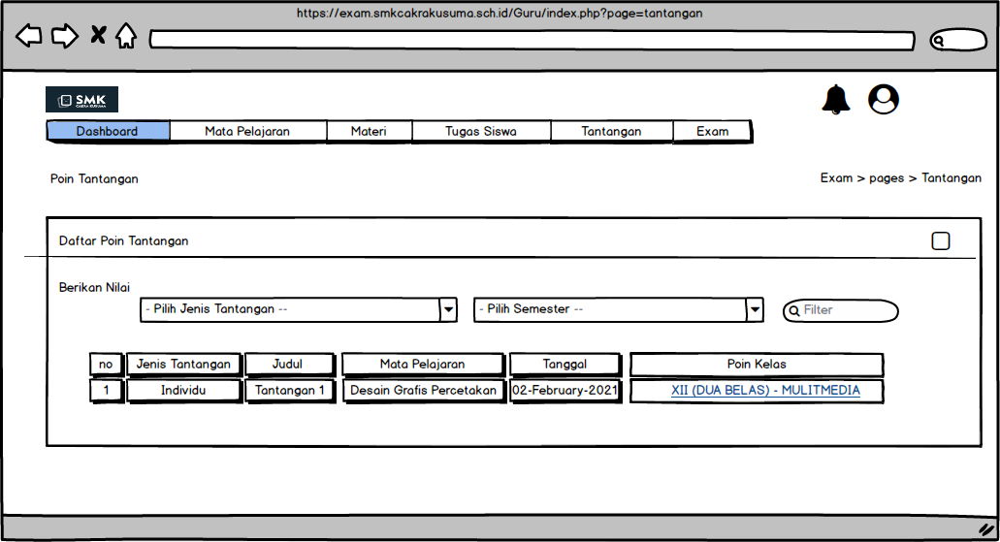 https://exam.smkcakrakusuma.sch.id/Guru/index.php?page=tantangan
SMK
CAKRA KUSUMA
Dashboard Mata Pelajaran Materi Tugas Siswa Tantangan Exam
Poin Tantangan Exam > pages > Tantangan
Daftar Poin Tantangan
Berikan Nilai
- Pilih Jenis Tantangan -- - Pilih Semester -- Filter
no Jenis Tantangan Judul Mata Pelajaran Tanggal Poin Kelas
1 Individu Tantangan 1 Desain Grafis Percetakan 02-February-2021 XII (DUA BELAS) - MULITMEDIA